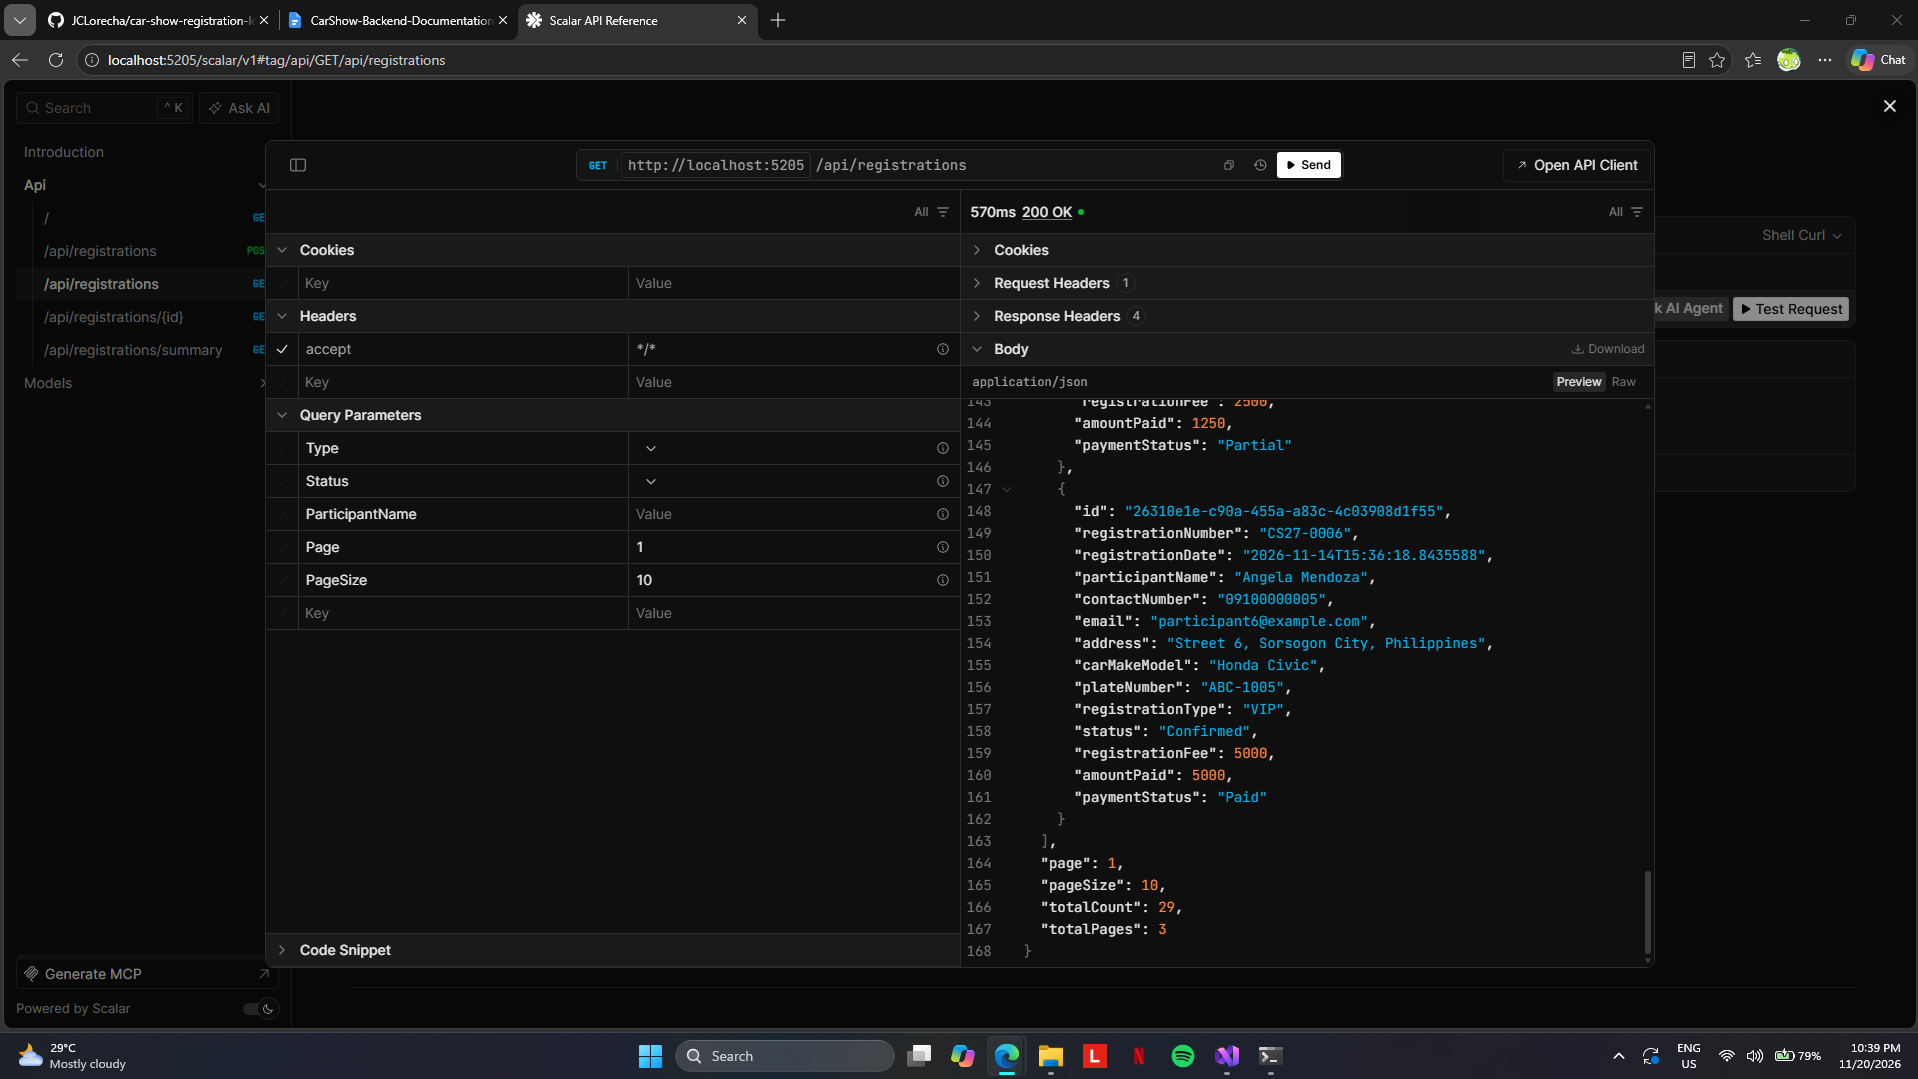 JCLorecha/car-show-registration-lo
CarShow-Backend-Documentation
Scalar API Reference
localhost:5205/scalar/v1#tag/api/GET/api/registrations
Chat
Search
^ K
Ask AI
Introduction
Api
/
GE
/api/registrations
POS
/api/registrations
GE
/api/registrations/{id}
GE
/api/registrations/summary
GE
Models
Generate MCP
Powered by Scalar
GET
http://localhost:5205
/api/registrations
Send
Open API Client
All
Cookies
Key
Value
Headers
accept
*/*
Key
Value
Query Parameters
Type
Status
ParticipantName
Value
Page
1
PageSize
10
Key
Value
Code Snippet
570ms 200 OK
All
Cookies
Request Headers 1
Response Headers 4
Body
Download
application/json
Preview
Raw
143 "registrationFee": 2500,
144 "amountPaid": 1250,
145 "paymentStatus": "Partial"
146 },
147 {
148 "id": "26310e1e-c90a-455a-a83c-4c03908d1f55",
149 "registrationNumber": "CS27-0006",
150 "registrationDate": "2026-11-14T15:36:18.8435588",
151 "participantName": "Angela Mendoza",
152 "contactNumber": "09100000005",
153 "email": "participant6@example.com",
154 "address": "Street 6, Sorsogon City, Philippines",
155 "carMakeModel": "Honda Civic",
156 "plateNumber": "ABC-1005",
157 "registrationType": "VIP",
158 "status": "Confirmed",
159 "registrationFee": 5000,
160 "amountPaid": 5000,
161 "paymentStatus": "Paid"
162 }
163 ],
164 "page": 1,
165 "pageSize": 10,
166 "totalCount": 29,
167 "totalPages": 3
168 }
Shell Curl
k AI Agent
Test Request
29°C
Mostly cloudy
Search
L
N
ENG
US
79%
10:39 PM
11/20/2026